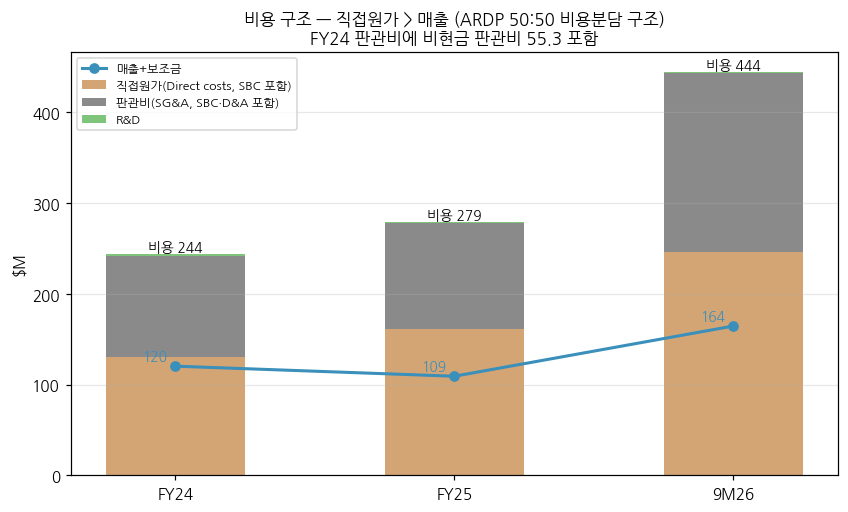 비용 구조 — 직접원가 > 매출 (ARDP 50:50 비용분담 구조)
FY24 판관비에 비현금 판관비 55.3 포함
매출+보조금
직접원가(Direct costs, SBC 포함)
판관비(SG&A, SBC·D&A 포함)
R&D
비용 444
비용 279
비용 244
164
120
109
$M
400
300
200
100
0
FY24
FY25
9M26